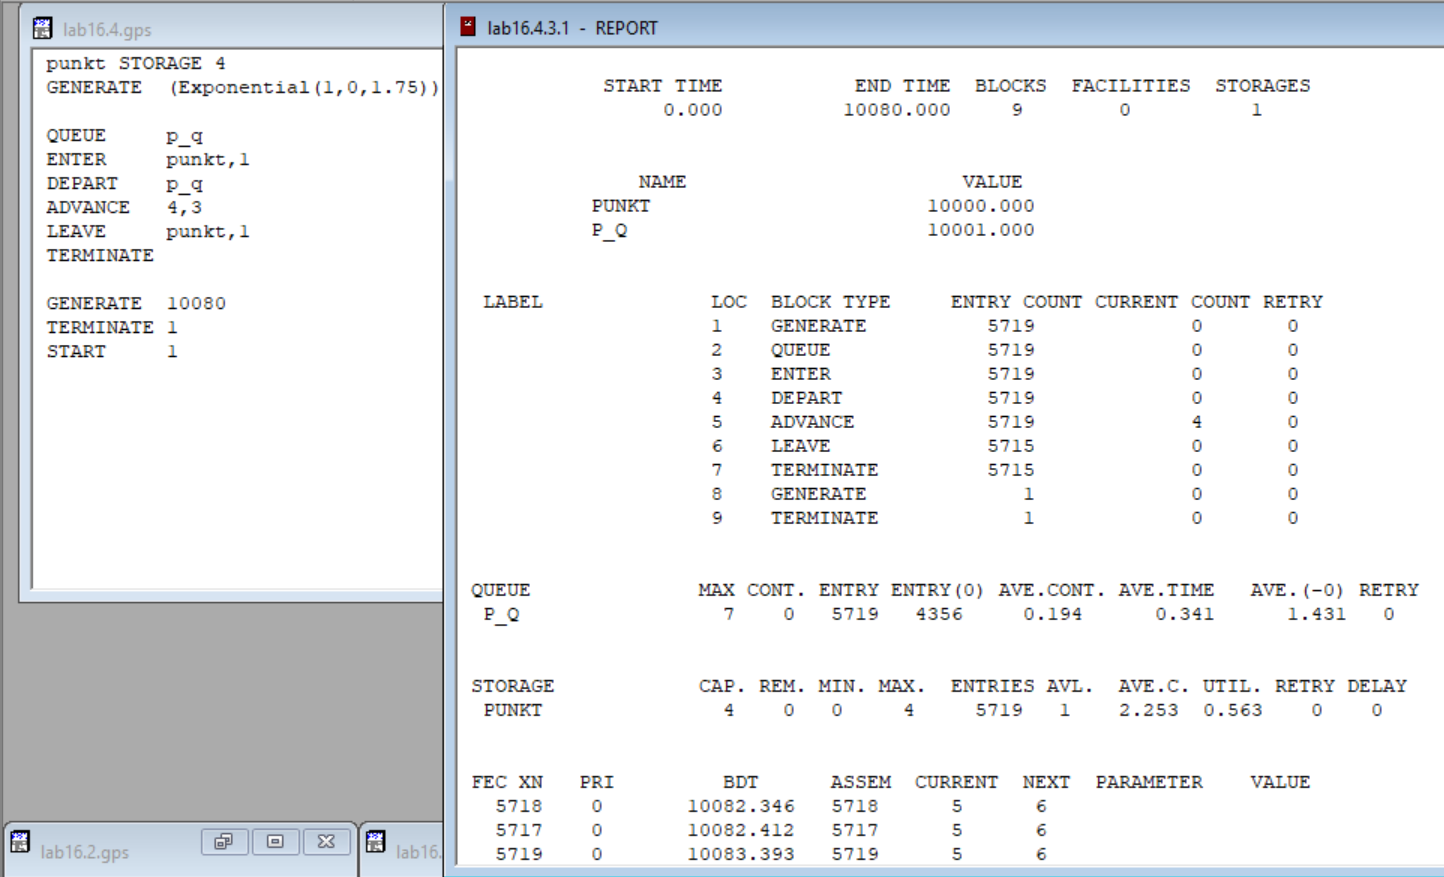 lab16.4.gps
punkt STORAGE 4
GENERATE (Exponential(1,0,1.75))
QUEUE p_q
ENTER punkt,1
DEPART p_q
ADVANCE 4,3
LEAVE punkt,1
TERMINATE
GENERATE 10080
TERMINATE 1
START 1
lab16.4.3.1 - REPORT
START TIME END TIME BLOCKS FACILITIES STORAGES
0.000 10080.000 9 0 1
NAME VALUE
PUNKT 10000.000
P_Q 10001.000
LABEL LOC BLOCK TYPE ENTRY COUNT CURRENT COUNT RETRY
1 GENERATE 5719 0 0
2 QUEUE 5719 0 0
3 ENTER 5719 0 0
4 DEPART 5719 0 0
5 ADVANCE 5719 4 0
6 LEAVE 5715 0 0
7 TERMINATE 5715 0 0
8 GENERATE 1 0 0
9 TERMINATE 1 0 0
QUEUE MAX CONT. ENTRY ENTRY(0) AVE.CONT. AVE.TIME AVE.(-0) RETRY
P_Q 7 0 5719 4356 0.194 0.341 1.431 0
STORAGE CAP. REM. MIN. MAX. ENTRIES AVL. AVE.C. UTIL. RETRY DELAY
PUNKT 4 0 0 4 5719 1 2.253 0.563 0 0
FEC XN PRI BDT ASSEM CURRENT NEXT PARAMETER VALUE
5718 0 10082.346 5718 5 6
5717 0 10082.412 5717 5 6
5719 0 10083.393 5719 5 6
lab16.2.gps
lab16.